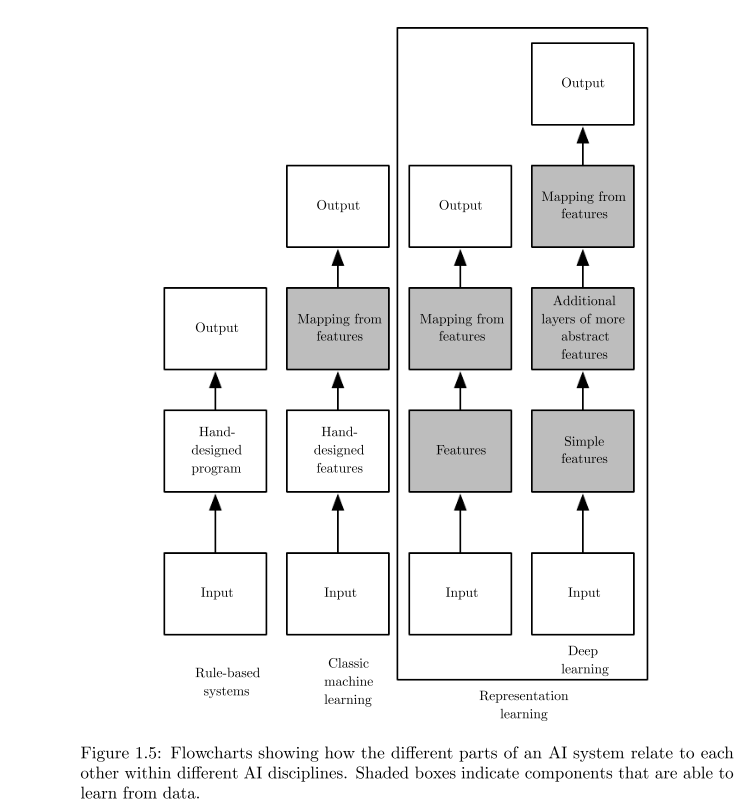 Output
Mapping from
features
Output
Output
Additional
layers of more
abstract
features
Mapping from
features
Mapping from
features
Output
Simple
features
Features
Hand-
designed
features
Hand-
designed
program
Input
Input
Input
Input
Rule-based
systems
Classic
machine
learning
Deep
learning
Representation
learning
Figure 1.5: Flowcharts showing how the different parts of an AI system relate to each
other within different AI disciplines. Shaded boxes indicate components that are able to
learn from data.